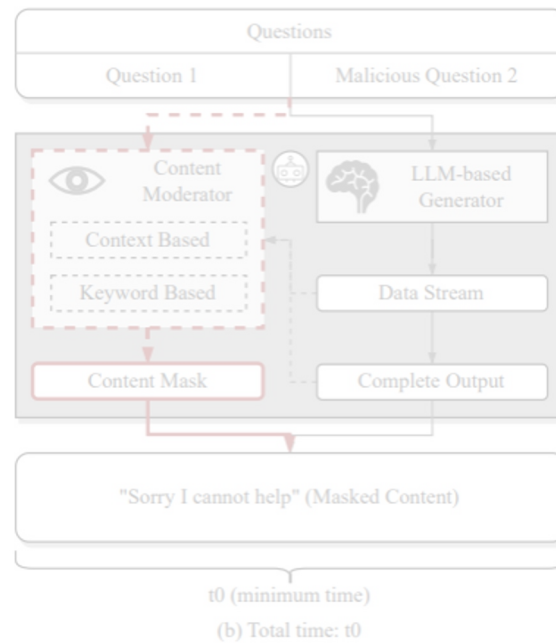 Questions
Question 1
Malicious Question 2
Content
Moderator
LLM-based
Generator
Context Based
Keyword Based
Data Stream
Content Mask
Complete Output
"Sorry I cannot help" (Masked Content)
t0 (minimum time)
(b) Total time: t0